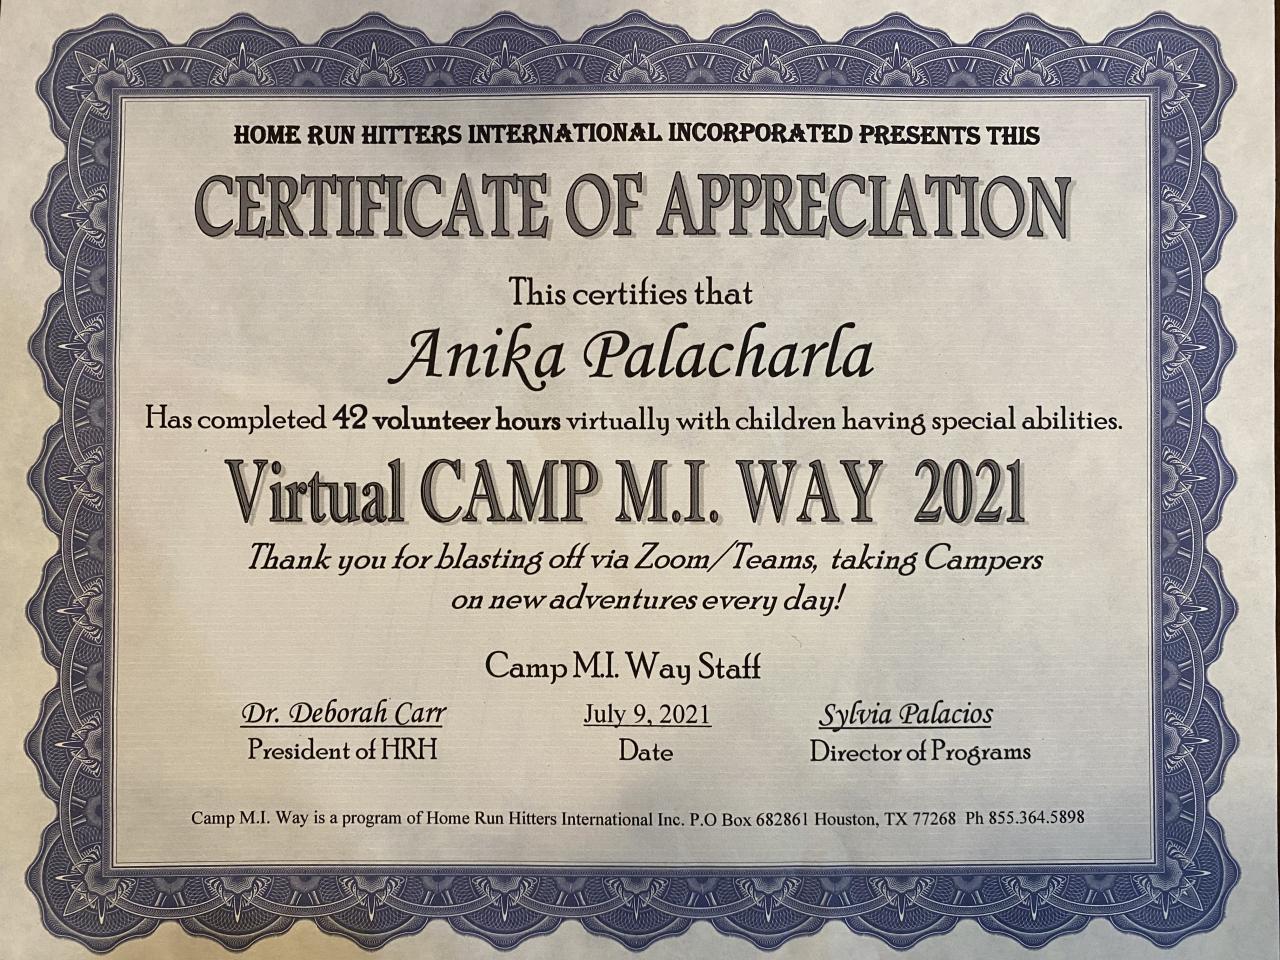 HOME RUN HITTERS INTERNATIONAL INCORPORATED PRESENTS THIS
CERTIFICATE OF APPRECIATION
This certifies that
Anika Palacharla
Has completed 42 volunteer hours virtually with children having special abilities.
Virtual CAMP M.I. WAY 2021
Thank you for blasting off via Zoom/Teams, taking Campers
on new adventures every day!
Camp M.I. Way Staff
Dr. Deborah Carr July 9, 2021 Sylvia Palacios
President of HRH Date Director of Programs
Camp M.I. Way is a program of Home Run Hitters International Inc. P.O Box 682861 Houston, TX 77268 Ph 855.364.5898